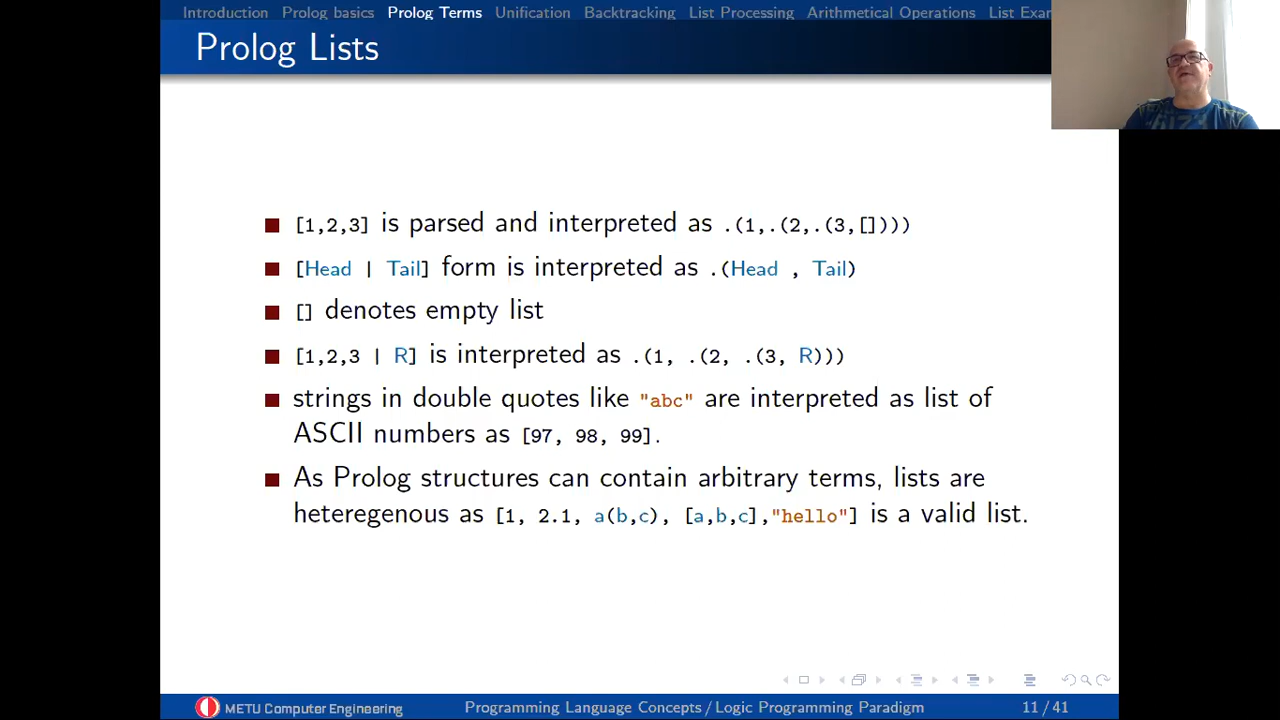 Introduction Prolog basics Prolog Terms Unification Backtracking List Processing Arithmetical Operations List Exam
Prolog Lists
[1,2,3] is parsed and interpreted as .(1,.(2,.(3,[])))
[Head | Tail] form is interpreted as .(Head , Tail)
[] denotes empty list
[1,2,3 | R] is interpreted as .(1, .(2, .(3, R)))
strings in double quotes like "abc" are interpreted as list of
ASCII numbers as [97, 98, 99].
As Prolog structures can contain arbitrary terms, lists are
heteregenous as [1, 2.1, a(b,c), [a,b,c],"hello"] is a valid list.
METU Computer Engineering Programming Language Concepts/Logic Programming Paradigm 11/41